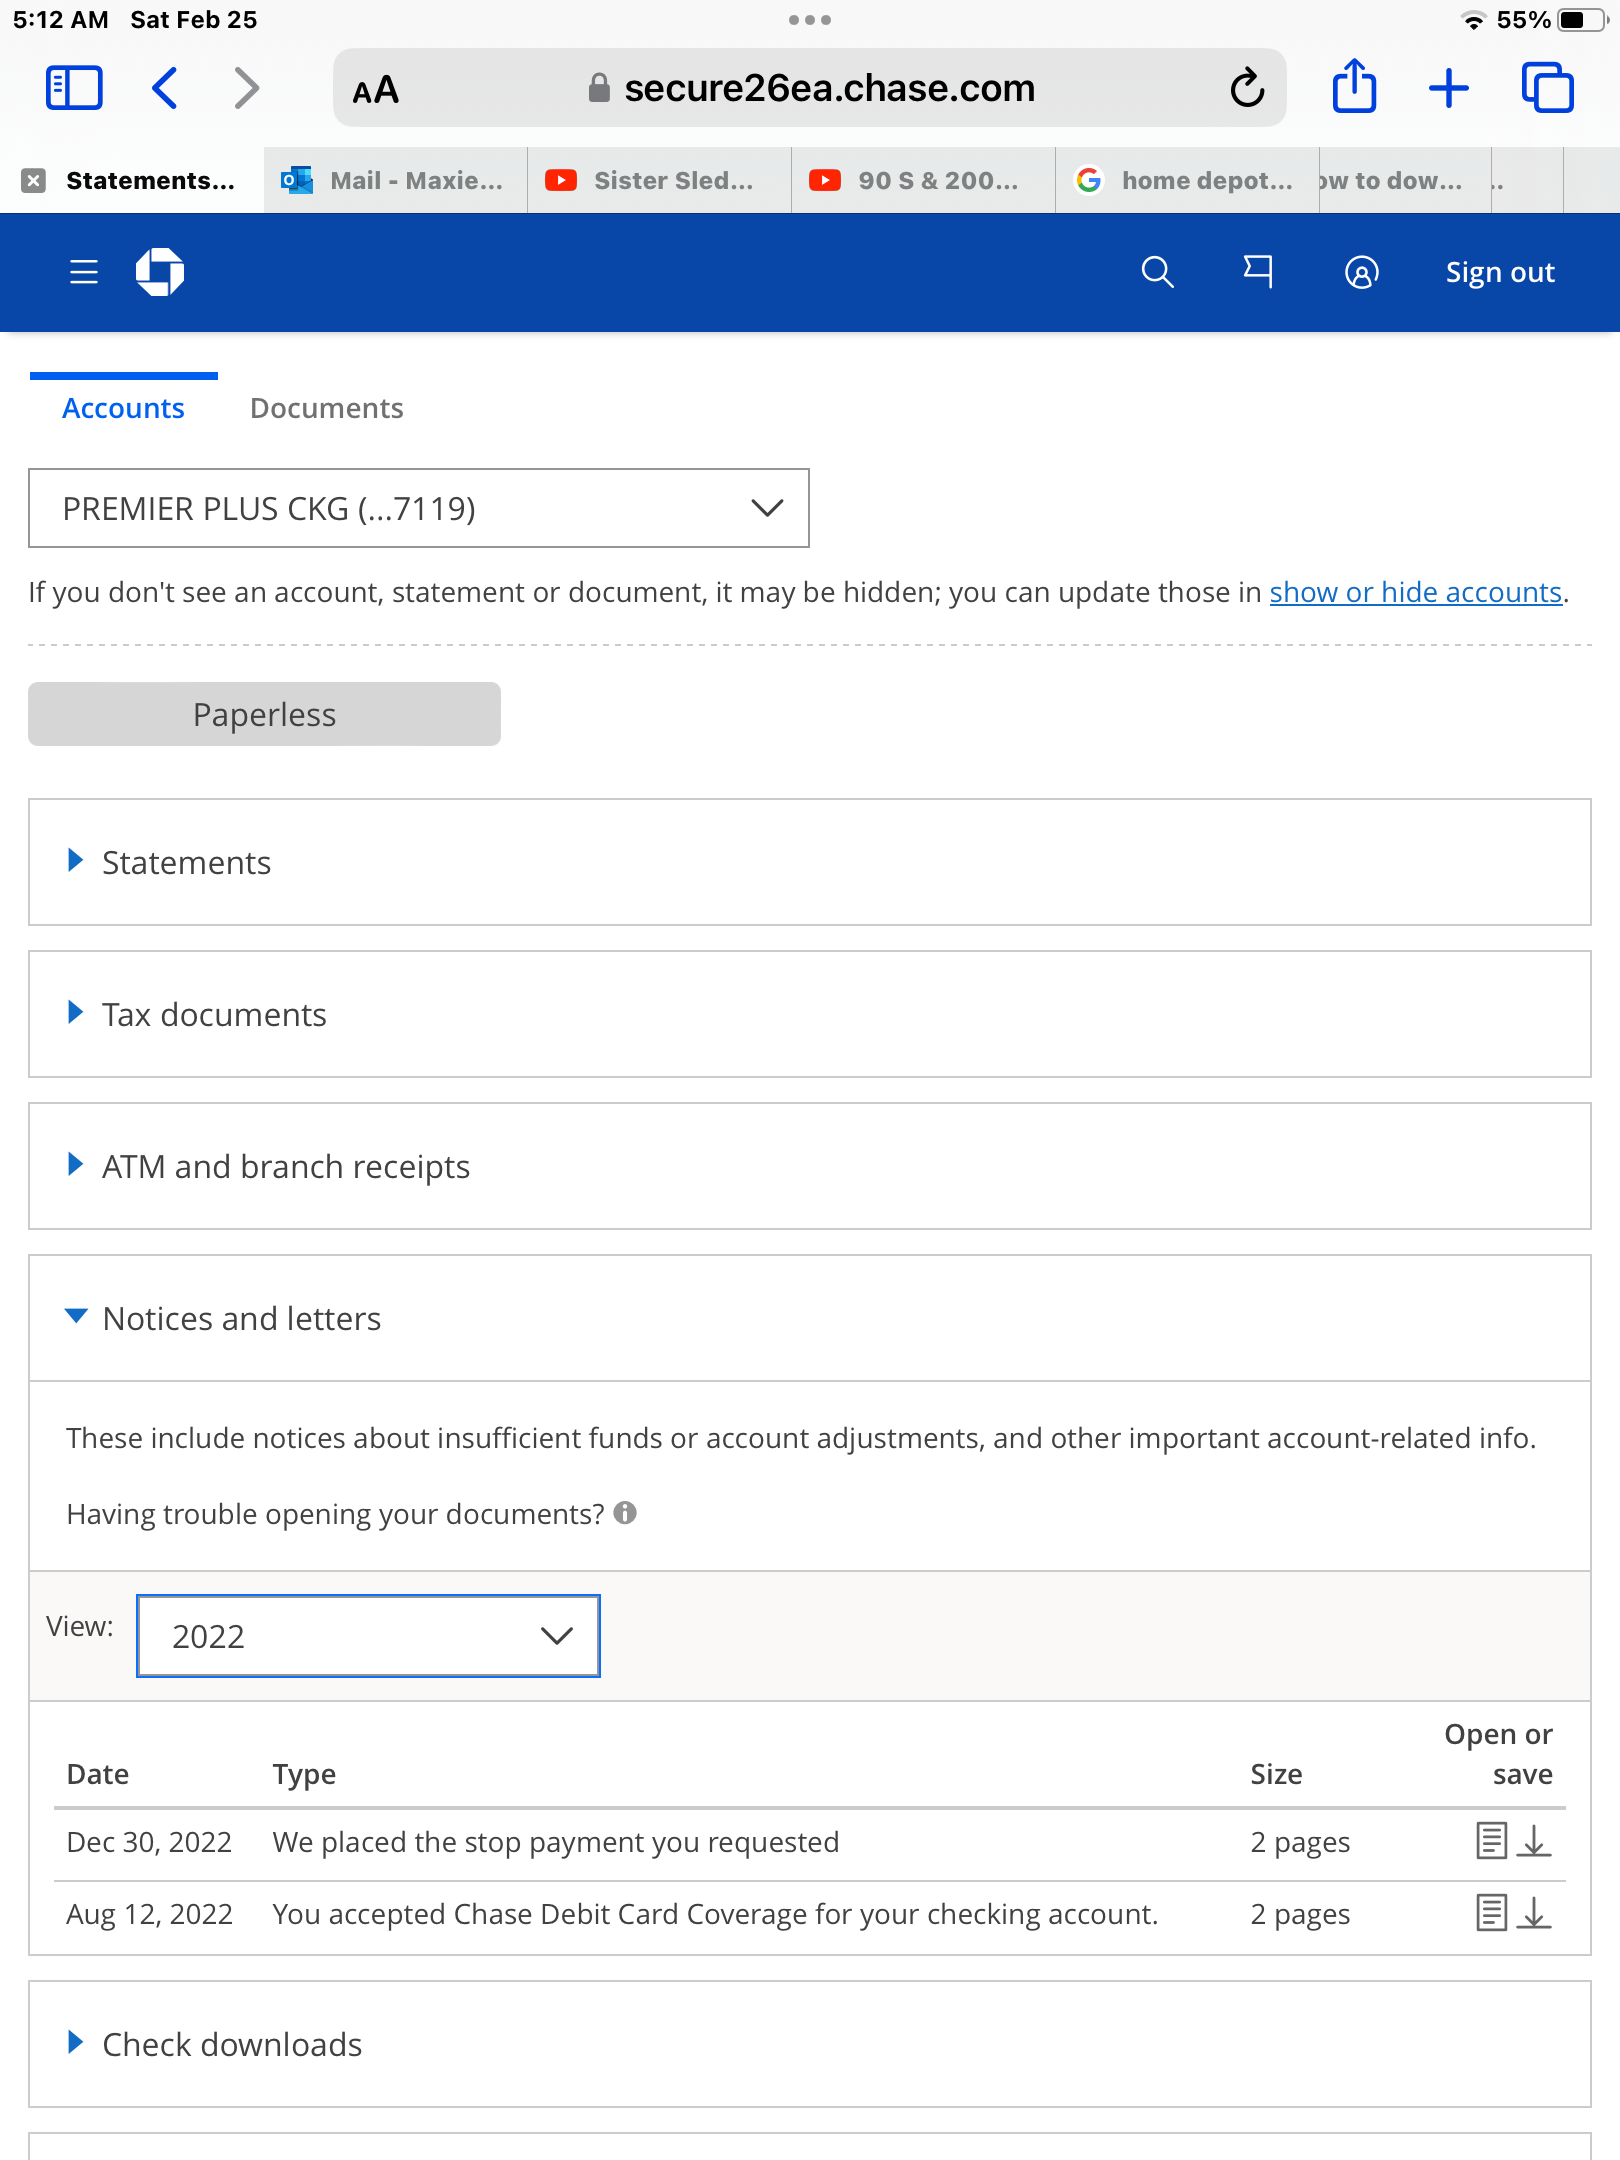 5:12 AM Sat Feb 25
55%
AA secure26ea.chase.com
Statements... Mail - Maxie... Sister Sled... 90 S & 200... home depot... ow to dow... ..
Sign out
Accounts Documents
PREMIER PLUS CKG (...7119)
If you don't see an account, statement or document, it may be hidden; you can update those in show or hide accounts.
Paperless
Statements
Tax documents
ATM and branch receipts
Notices and letters
These include notices about insufficient funds or account adjustments, and other important account-related info.
Having trouble opening your documents?
View: 2022
Date Type Size Open or save
Dec 30, 2022 We placed the stop payment you requested 2 pages
Aug 12, 2022 You accepted Chase Debit Card Coverage for your checking account. 2 pages
Check downloads